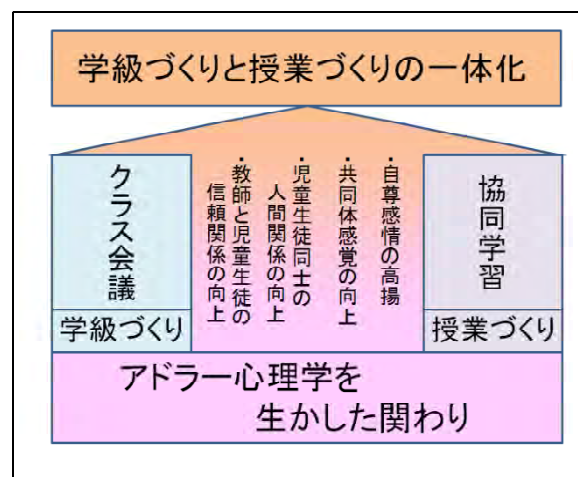 学級づくりと授業づくりの一体化
クラス会議
学級づくり
・自尊感情の高揚
・共同体感覚の向上
・児童生徒同士の
人間関係の向上
・教師と児童生徒の
信頼関係の向上
協同学習
授業づくり
アドラー心理学を
生かした関わり